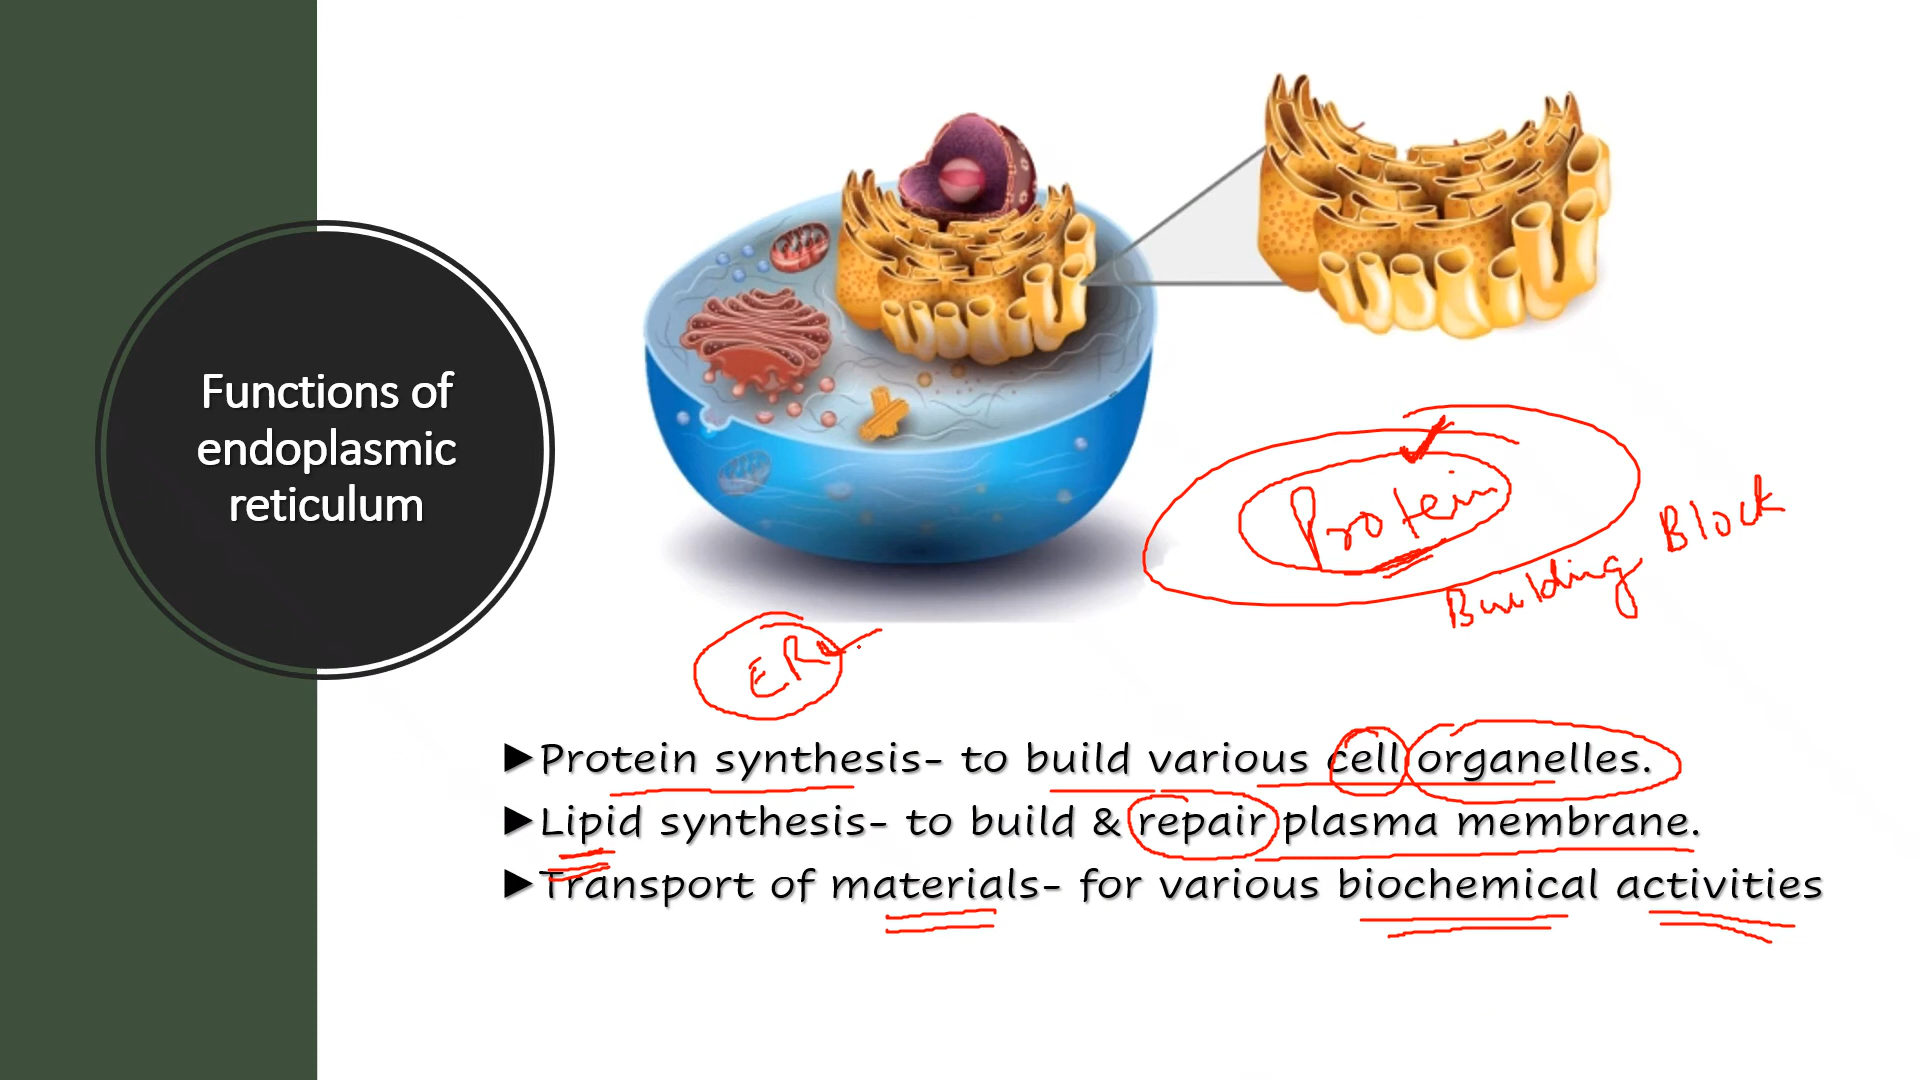 Functions of
endoplasmic
reticulum
Protein
Building Block
ER
►Protein synthesis- to build various cell organelles.
►Lipid synthesis- to build & repair plasma membrane.
►Transport of materials- for various biochemical activities